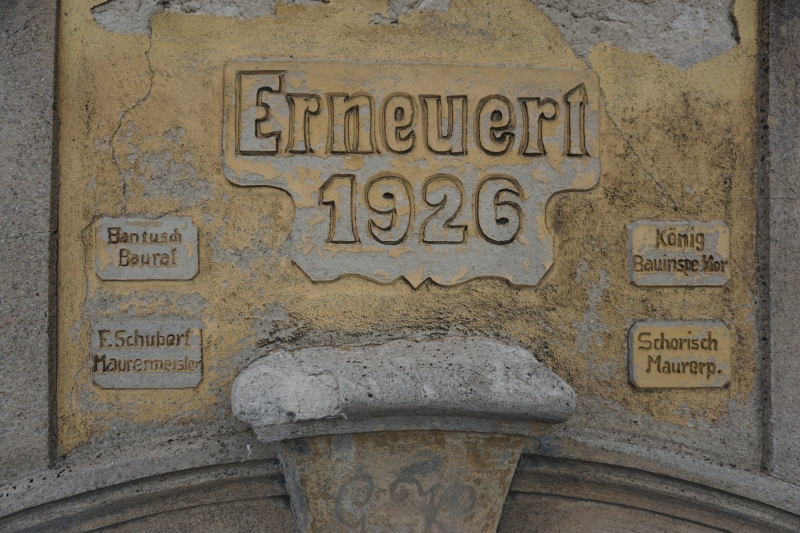 Erneuert
1926
Bantusch
Baurat
F. Schubert
Maurermeister
König
Bauinspektor
Schorisch
Maurerp.